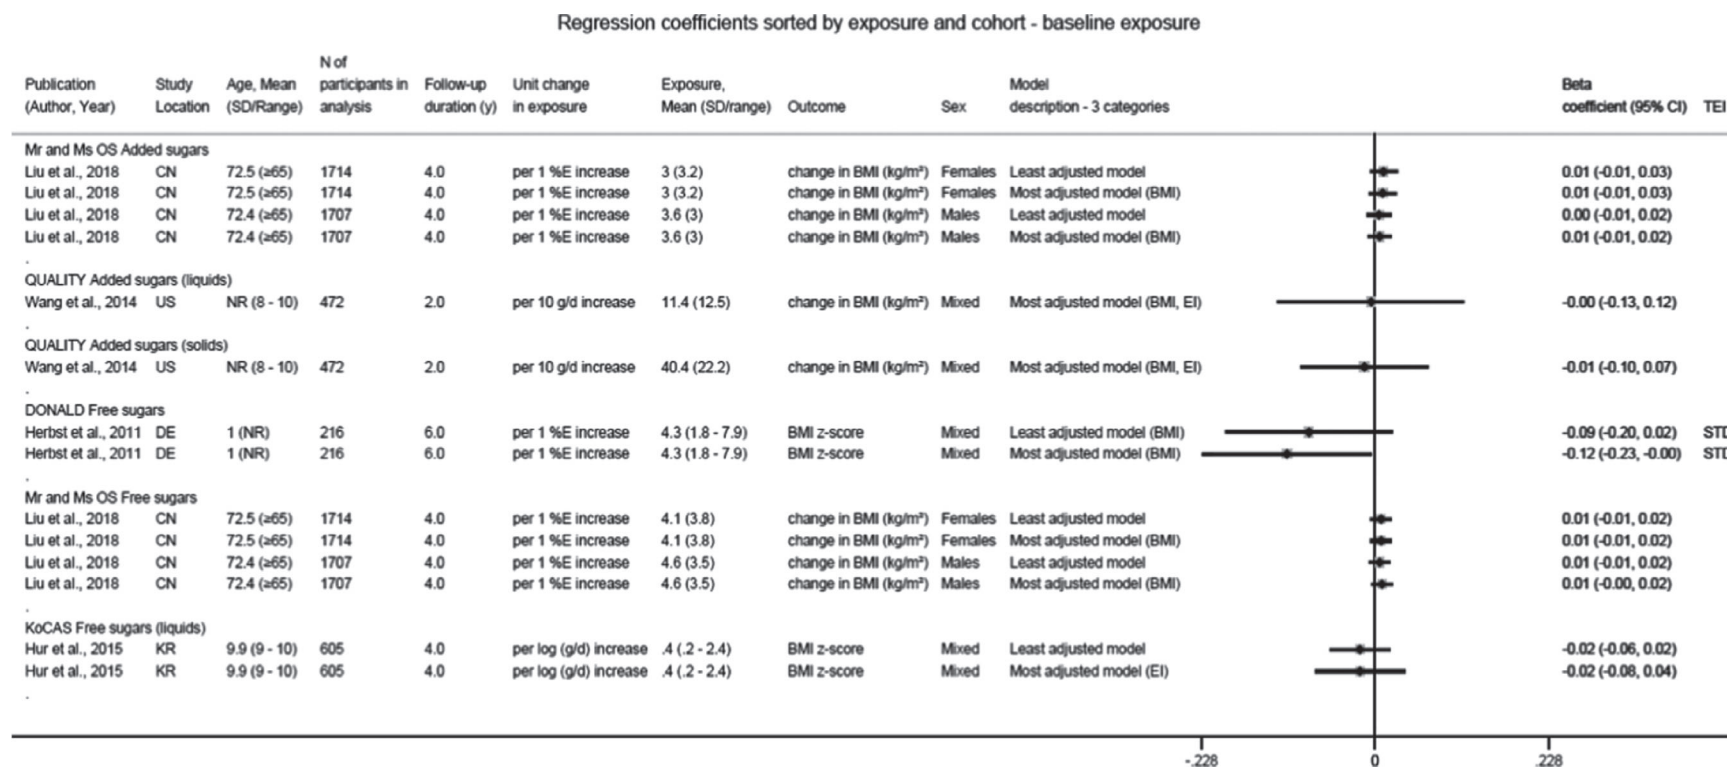 Regression coefficients sorted by exposure and cohort - baseline exposure
N of
Publication Study Age, Mean participants in Follow-up Unit change Exposure, Model Beta
(Author, Year) Location (SD/Range) analysis duration (y) in exposure Mean (SD/range) Outcome Sex description - 3 categories coefficient (95% CI) TEI
Mr and Ms OS Added sugars
Liu et al., 2018 CN 72.5 (≥65) 1714 4.0 per 1 %E increase 3 (3.2) change in BMI (kg/m²) Females Least adjusted model 0.01 (-0.01, 0.03)
Liu et al., 2018 CN 72.5 (≥65) 1714 4.0 per 1 %E increase 3 (3.2) change in BMI (kg/m²) Females Most adjusted model (BMI) 0.01 (-0.01, 0.03)
Liu et al., 2018 CN 72.4 (≥65) 1707 4.0 per 1 %E increase 3.6 (3) change in BMI (kg/m²) Males Least adjusted model 0.00 (-0.01, 0.02)
Liu et al., 2018 CN 72.4 (≥65) 1707 4.0 per 1 %E increase 3.6 (3) change in BMI (kg/m²) Males Most adjusted model (BMI) 0.01 (-0.01, 0.02)
.
QUALITY Added sugars (liquids)
Wang et al., 2014 US NR (8 - 10) 472 2.0 per 10 g/d increase 11.4 (12.5) change in BMI (kg/m²) Mixed Most adjusted model (BMI, EI) -0.00 (-0.13, 0.12)
.
QUALITY Added sugars (solids)
Wang et al., 2014 US NR (8 - 10) 472 2.0 per 10 g/d increase 40.4 (22.2) change in BMI (kg/m²) Mixed Most adjusted model (BMI, EI) -0.01 (-0.10, 0.07)
.
DONALD Free sugars
Herbst et al., 2011 DE 1 (NR) 216 6.0 per 1 %E increase 4.3 (1.8 - 7.9) BMI z-score Mixed Least adjusted model (BMI) -0.09 (-0.20, 0.02) STD
Herbst et al., 2011 DE 1 (NR) 216 6.0 per 1 %E increase 4.3 (1.8 - 7.9) BMI z-score Mixed Most adjusted model (BMI) -0.12 (-0.23, -0.00) STD
.
Mr and Ms OS Free sugars
Liu et al., 2018 CN 72.5 (≥65) 1714 4.0 per 1 %E increase 4.1 (3.8) change in BMI (kg/m²) Females Least adjusted model 0.01 (-0.01, 0.02)
Liu et al., 2018 CN 72.5 (≥65) 1714 4.0 per 1 %E increase 4.1 (3.8) change in BMI (kg/m²) Females Most adjusted model (BMI) 0.01 (-0.01, 0.02)
Liu et al., 2018 CN 72.4 (≥65) 1707 4.0 per 1 %E increase 4.6 (3.5) change in BMI (kg/m²) Males Least adjusted model 0.01 (-0.01, 0.02)
Liu et al., 2018 CN 72.4 (≥65) 1707 4.0 per 1 %E increase 4.6 (3.5) change in BMI (kg/m²) Males Most adjusted model (BMI) 0.01 (-0.00, 0.02)
.
KoCAS Free sugars (liquids)
Hur et al., 2015 KR 9.9 (9 - 10) 605 4.0 per log (g/d) increase .4 (.2 - 2.4) BMI z-score Mixed Least adjusted model -0.02 (-0.06, 0.02)
Hur et al., 2015 KR 9.9 (9 - 10) 605 4.0 per log (g/d) increase .4 (.2 - 2.4) BMI z-score Mixed Most adjusted model (EI) -0.02 (-0.08, 0.04)
.
-.228 0 .228